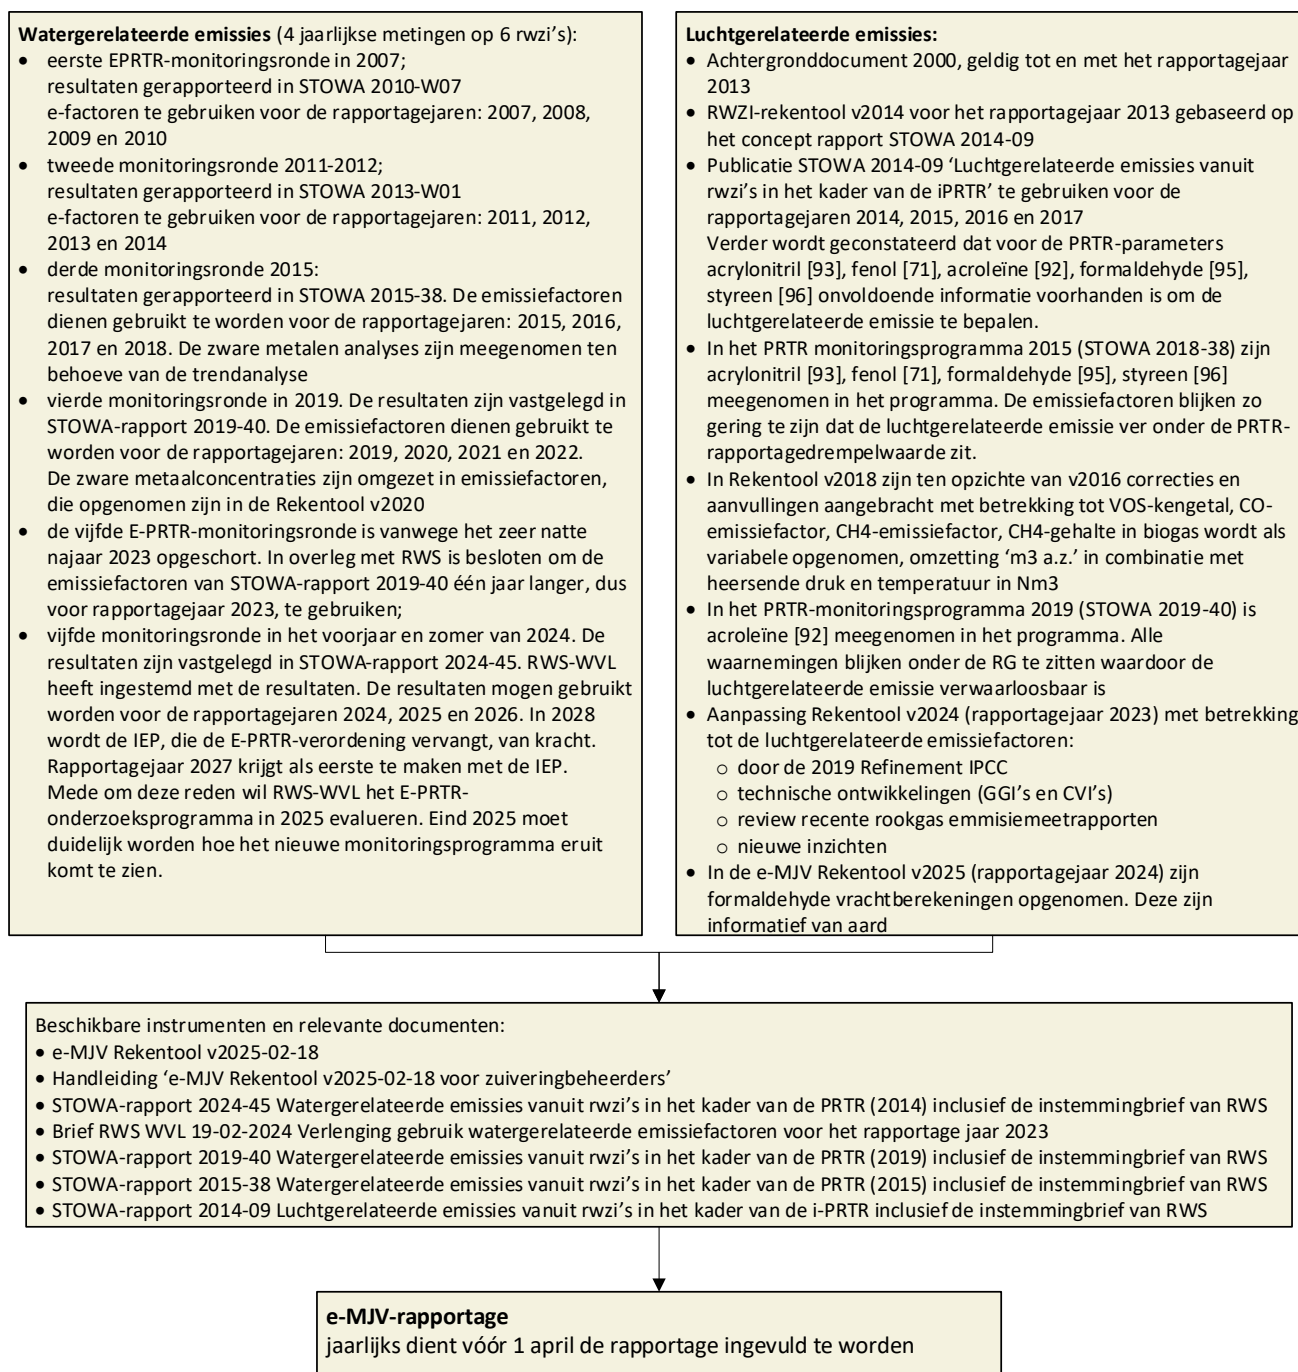 Watergerelateerde emissies (4 jaarlijkse metingen op 6 rwzi's):
• eerste EPRTR-monitoringsronde in 2007;
resultaten gerapporteerd in STOWA 2010-W07
e-factoren te gebruiken voor de rapportagejaren: 2007, 2008,
2009 en 2010
• tweede monitoringsronde 2011-2012;
resultaten gerapporteerd in STOWA 2013-W01
e-factoren te gebruiken voor de rapportagejaren: 2011, 2012,
2013 en 2014
• derde monitoringsronde 2015:
resultaten gerapporteerd in STOWA 2015-38. De emissiefactoren
dienen gebruikt te worden voor de rapportagejaren: 2015, 2016,
2017 en 2018. De zware metalen analyses zijn meegenomen ten
behoeve van de trendanalyse
• vierde monitoringsronde in 2019. De resultaten zijn vastgelegd in
STOWA-rapport 2019-40. De emissiefactoren dienen gebruikt te
worden voor de rapportagejaren: 2019, 2020, 2021 en 2022.
De zware metaalconcentraties zijn omgezet in emissiefactoren,
die opgenomen zijn in de Rekentool v2020
• de vijfde E-PRTR-monitoringsronde is vanwege het zeer natte
najaar 2023 opgeschort. In overleg met RWS is besloten om de
emissiefactoren van STOWA-rapport 2019-40 één jaar langer, dus
voor rapportagejaar 2023, te gebruiken;
• vijfde monitoringsronde in het voorjaar en zomer van 2024. De
resultaten zijn vastgelegd in STOWA-rapport 2024-45. RWS-WVL
heeft ingestemd met de resultaten. De resultaten mogen gebruikt
worden voor de rapportagejaren 2024, 2025 en 2026. In 2028
wordt de IEP, die de E-PRTR-verordening vervangt, van kracht.
Rapportagejaar 2027 krijgt als eerste te maken met de IEP.
Mede om deze reden wil RWS-WVL het E-PRTR-
onderzoeksprogramma in 2025 evalueren. Eind 2025 moet
duidelijk worden hoe het nieuwe monitoringsprogramma eruit
komt te zien.
Luchtgerelateerde emissies:
• Achtergronddocument 2000, geldig tot en met het rapportagejaar
2013
• RWZI-rekentool v2014 voor het rapportagejaar 2013 gebaseerd op
het concept rapport STOWA 2014-09
• Publicatie STOWA 2014-09 'Luchtgerelateerde emissies vanuit
rwzi's in het kader van de iPRTR' te gebruiken voor de
rapportagejaren 2014, 2015, 2016 en 2017
Verder wordt geconstateerd dat voor de PRTR-parameters
acrylonitril [93], fenol [71], acroleïne [92], formaldehyde [95],
styreen [96] onvoldoende informatie voorhanden is om de
luchtgerelateerde emissie te bepalen.
• In het PRTR monitoringsprogramma 2015 (STOWA 2018-38) zijn
acrylonitril [93], fenol [71], formaldehyde [95], styreen [96]
meegenomen in het programma. De emissiefactoren blijken zo
gering te zijn dat de luchtgerelateerde emissie ver onder de PRTR-
rapportagedrempelwaarde zit.
• In Rekentool v2018 zijn ten opzichte van v2016 correcties en
aanvullingen aangebracht met betrekking tot VOS-kengetal, CO-
emissiefactor, CH4-emissiefactor, CH4-gehalte in biogas wordt als
variabele opgenomen, omzetting 'm3 a.z.' in combinatie met
heersende druk en temperatuur in Nm3
• In het PRTR-monitoringsprogramma 2019 (STOWA 2019-40) is
acroleïne [92] meegenomen in het programma. Alle
waarnemingen blijken onder de RG te zitten waardoor de
luchtgerelateerde emissie verwaarloosbaar is
• Aanpassing Rekentool v2024 (rapportagejaar 2023) met betrekking
tot de luchtgerelateerde emissiefactoren:
○ door de 2019 Refinement IPCC
○ technische ontwikkelingen (GGI's en CVI's)
○ review recente rookgas emmisiemeetrapporten
○ nieuwe inzichten
• In de e-MJV Rekentool v2025 (rapportagejaar 2024) zijn
formaldehyde vrachtberekeningen opgenomen. Deze zijn
informatief van aard
Beschikbare instrumenten en relevante documenten:
• e-MJV Rekentool v2025-02-18
• Handleiding 'e-MJV Rekentool v2025-02-18 voor zuiveringbeheerders'
• STOWA-rapport 2024-45 Watergerelateerde emissies vanuit rwzi's in het kader van de PRTR (2014) inclusief de instemmingbrief van RWS
• Brief RWS WVL 19-02-2024 Verlenging gebruik watergerelateerde emissiefactoren voor het rapportage jaar 2023
• STOWA-rapport 2019-40 Watergerelateerde emissies vanuit rwzi's in het kader van de PRTR (2019) inclusief de instemmingbrief van RWS
• STOWA-rapport 2015-38 Watergerelateerde emissies vanuit rwzi's in het kader van de PRTR (2015) inclusief de instemmingbrief van RWS
• STOWA-rapport 2014-09 Luchtgerelateerde emissies vanuit rwzi's in het kader van de i-PRTR inclusief de instemmingbrief van RWS
e-MJV-rapportage
jaarlijks dient vóór 1 april de rapportage ingevuld te worden